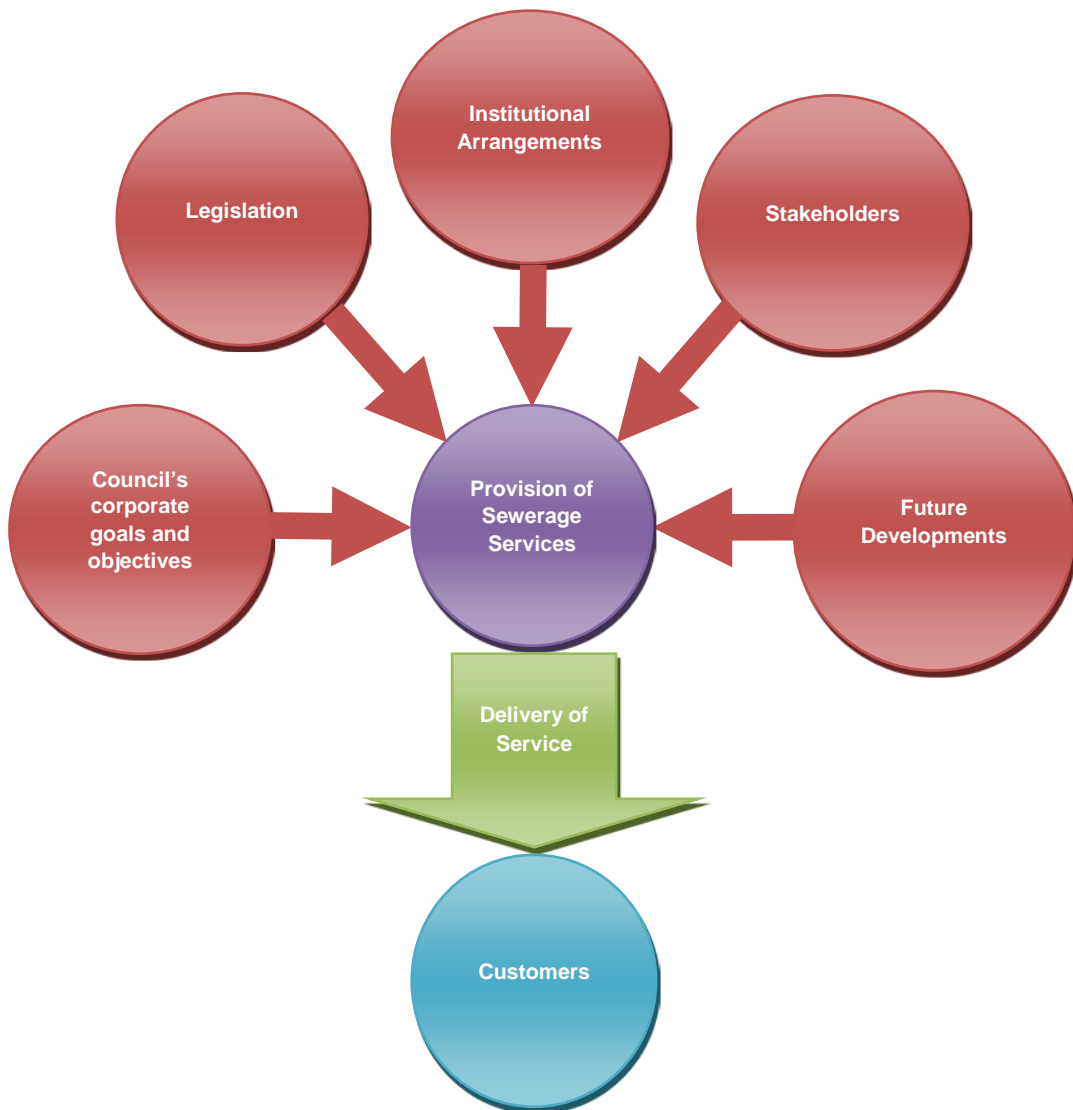 Institutional
Arrangements
Legislation
Stakeholders
Council’s
corporate
goals and
objectives
Provision of
Sewerage
Services
Future
Developments
Delivery of
Service
Customers